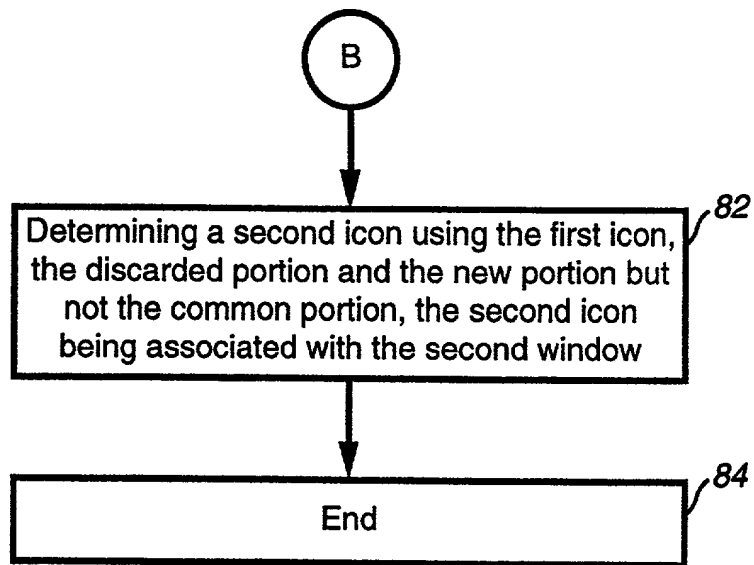 B
82
Determining a second icon using the first icon,
the discarded portion and the new portion but
not the common portion, the second icon
being associated with the second window
84
End